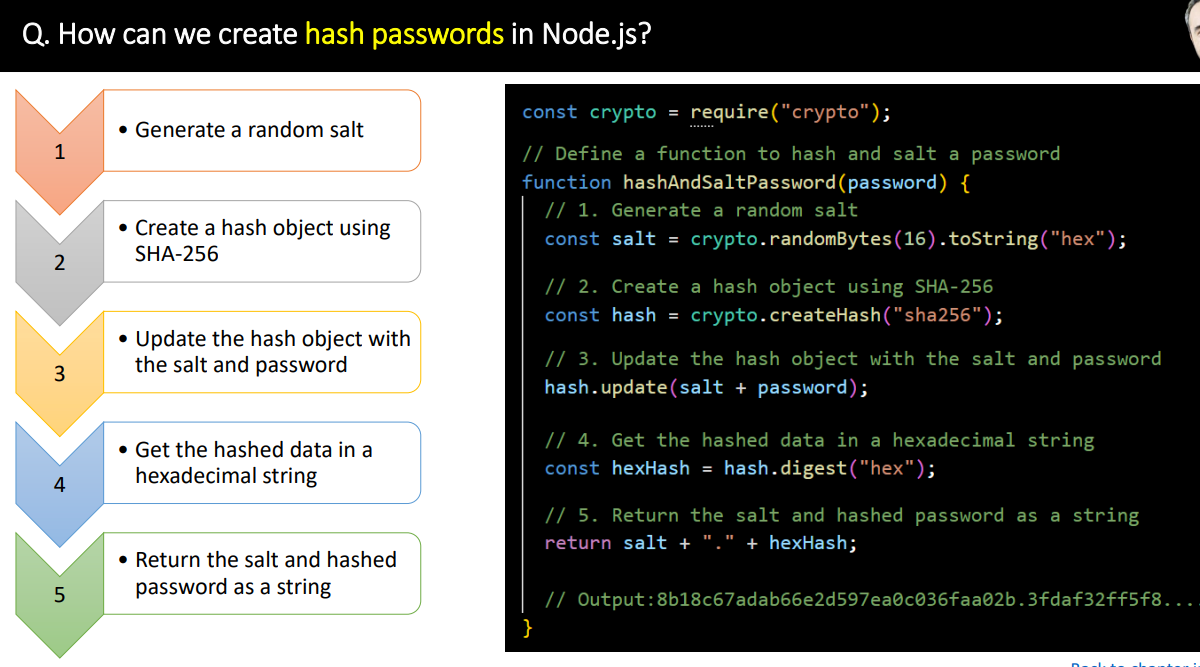 Q. How can we create hash passwords in Node.js?
1
• Generate a random salt
2
• Create a hash object using
SHA-256
3
• Update the hash object with
the salt and password
4
• Get the hashed data in a
hexadecimal string
5
• Return the salt and hashed
password as a string
const crypto = require("crypto");
// Define a function to hash and salt a password
function hashAndSaltPassword(password) {
// 1. Generate a random salt
const salt = crypto.randomBytes(16).toString("hex");
// 2. Create a hash object using SHA-256
const hash = crypto.createHash("sha256");
// 3. Update the hash object with the salt and password
hash.update(salt + password);
// 4. Get the hashed data in a hexadecimal string
const hexHash = hash.digest("hex");
// 5. Return the salt and hashed password as a string
return salt + "." + hexHash;
// Output:8b18c67adab66e2d597ea0c036faa02b.3fdaf32ff5f8....
}